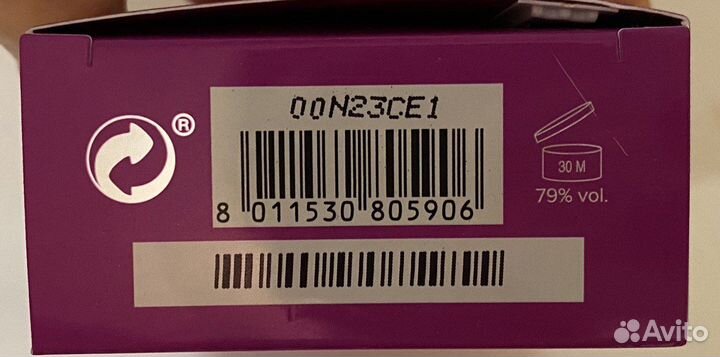 00N23CE1
®
8 011530 805906
30 M
79% vol.
Avito